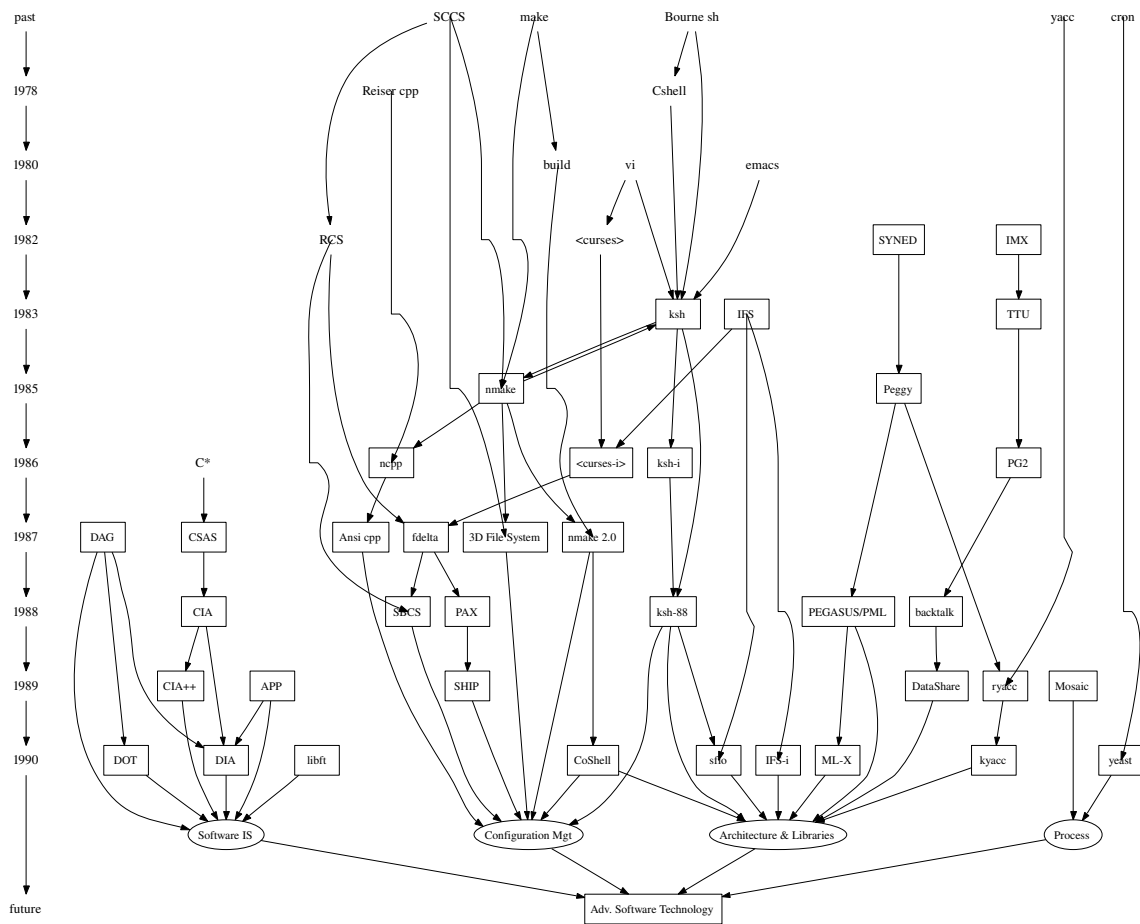 past SCCS make Bourne sh yacc cron
1978 Reiser cpp Cshell
1980 build vi emacs
1982 RCS <curses> SYNED IMX
1983 ksh IFS TTU
1985 nmake Peggy
1986 C* ncpp <curses-i> ksh-i PG2
1987 DAG CSAS Ansi cpp fdelta 3D File System nmake 2.0
1988 CIA SBCS PAX ksh-88 PEGASUS/PML backtalk
1989 CIA++ APP SHIP DataShare ryacc Mosaic
1990 DOT DIA libft CoShell sfio IFS-i ML-X kyacc yeast
Software IS Configuration Mgt Architecture & Libraries Process
future Adv. Software Technology